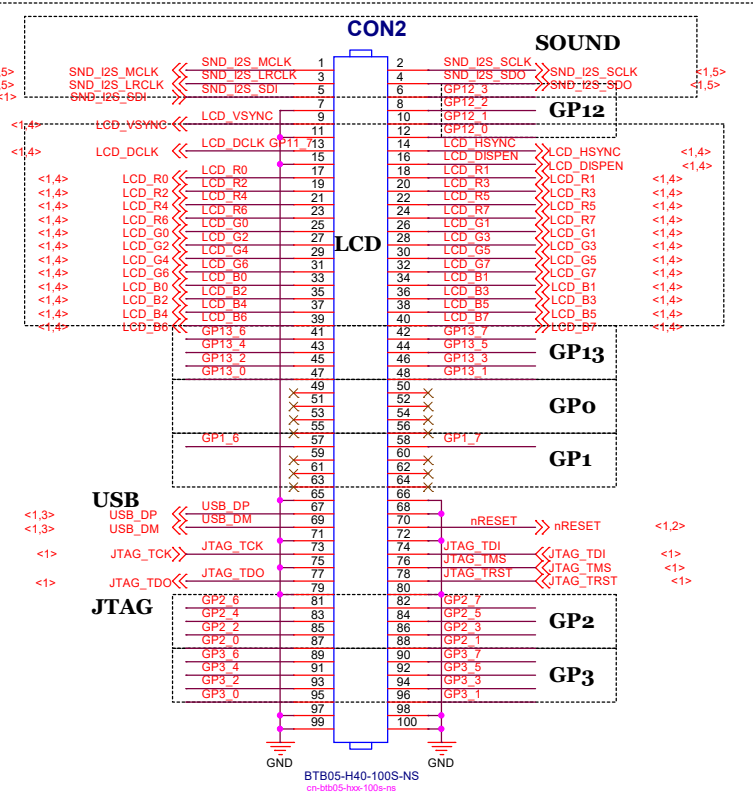 CON2
SOUND
SND_I2S_MCLK 1 2 SND_I2S_SCLK
5> SND_I2S_MCLK SND_I2S_LRCLK 3 4 SND_I2S_SDO SND_I2S_SCLK <1,5>
5> SND_I2S_LRCLK SND_I2S_SDI 5 6 GP12_3 SND_I2S_SDO <1,5>
<1> SND_I2S_SDI 7 8 GP12_2
GP12
<1,4> LCD_VSYNC LCD_VSYNC 9 10 GP12_1
11 12 GP12_0
<1,4> LCD_DCLK LCD_DCLK GP11_7 13 14 LCD_HSYNC LCD_HSYNC <1,4>
15 16 LCD_DISPEN LCD_DISPEN <1,4>
<1,4> LCD_R0 LCD_R0 17 18 LCD_R1 LCD_R1 <1,4>
<1,4> LCD_R2 LCD_R2 19 20 LCD_R3 LCD_R3 <1,4>
<1,4> LCD_R4 LCD_R4 21 22 LCD_R5 LCD_R5 <1,4>
<1,4> LCD_R6 LCD_R6 23 24 LCD_R7 LCD_R7 <1,4>
<1,4> LCD_G0 LCD_G0 25 26 LCD_G1 LCD_G1 <1,4>
<1,4> LCD_G2 LCD_G2 27 LCD 28 LCD_G3 LCD_G3 <1,4>
<1,4> LCD_G4 LCD_G4 29 30 LCD_G5 LCD_G5 <1,4>
<1,4> LCD_G6 LCD_G6 31 32 LCD_G7 LCD_G7 <1,4>
<1,4> LCD_B0 LCD_B0 33 34 LCD_B1 LCD_B1 <1,4>
<1,4> LCD_B2 LCD_B2 35 36 LCD_B3 LCD_B3 <1,4>
<1,4> LCD_B4 LCD_B4 37 38 LCD_B5 LCD_B5 <1,4>
<1,4> LCD_B6 LCD_B6 39 40 LCD_B7 LCD_B7 <1,4>
GP13_6 41 42 GP13_7
GP13_4 43 44 GP13_5
GP13
GP13_2 45 46 GP13_3
GP13_0 47 48 GP13_1
49 50
51 52
GP0
53 54
55 56
GP1_6 57 58 GP1_7
59 60
GP1
61 62
63 64
65 66
USB
<1,3> USB_DP USB_DP 67 68
<1,3> USB_DM USB_DM 69 70 nRESET nRESET <1,2>
71 72
<1> JTAG_TCK JTAG_TCK 73 74 JTAG_TDI JTAG_TDI <1>
75 76 JTAG_TMS JTAG_TMS <1>
<1> JTAG_TDO JTAG_TDO 77 78 JTAG_TRST JTAG_TRST <1>
79 80
JTAG
GP2_6 81 82 GP2_7
GP2_4 83 84 GP2_5
GP2
GP2_2 85 86 GP2_3
GP2_0 87 88 GP2_1
GP3_6 89 90 GP3_7
GP3_4 91 92 GP3_5
GP3
GP3_2 93 94 GP3_3
GP3_0 95 96 GP3_1
97 98
99 100
GND GND
BTB05-H40-100S-NS
cn-btb05-hxx-100s-ns